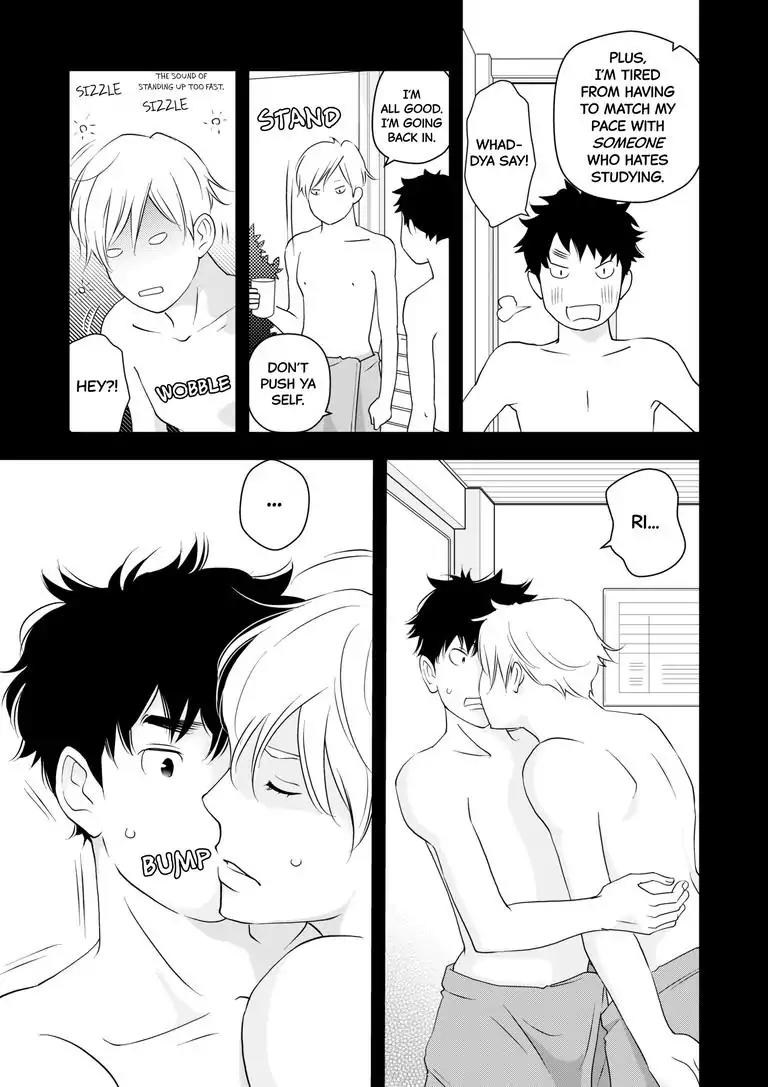 PLUS,
I'M TIRED
FROM HAVING
TO MATCH MY
PACE WITH
SOMEONE
WHO HATES
STUDYING.
WHAD-
DYA SAY!
I'M
ALL GOOD.
I'M GOING
BACK IN.
STAND
DON'T
PUSH YA
SELF.
THE SOUND OF
STANDING UP TOO FAST.
SIZZLE
SIZZLE
HEY?!
WOBBLE
RI...
...
BUMP